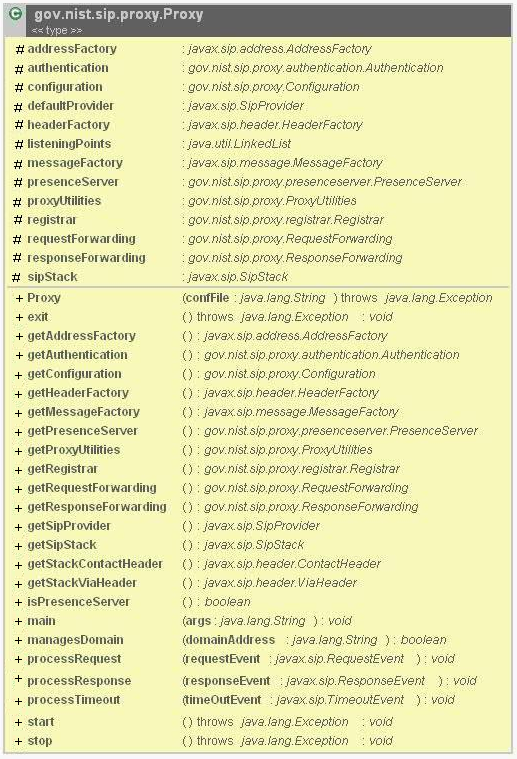 C gov.nist.sip.proxy.Proxy
<< type >>
# addressFactory : javax.sip.address.AddressFactory
# authentication : gov.nist.sip.proxy.authentication.Authentication
# configuration : gov.nist.sip.proxy.Configuration
# defaultProvider : javax.sip.SipProvider
# headerFactory : javax.sip.header.HeaderFactory
# listeningPoints : java.util.LinkedList
# messageFactory : javax.sip.message.MessageFactory
# presenceServer : gov.nist.sip.proxy.presenceserver.PresenceServer
# proxyUtilities : gov.nist.sip.proxy.ProxyUtilities
# registrar : gov.nist.sip.proxy.registrar.Registrar
# requestForwarding : gov.nist.sip.proxy.RequestForwarding
# responseForwarding : gov.nist.sip.proxy.ResponseForwarding
# sipStack : javax.sip.SipStack
+ Proxy (confFile : java.lang.String ) throws java.lang.Exception
+ exit () throws java.lang.Exception : void
+ getAddressFactory () : javax.sip.address.AddressFactory
+ getAuthentication () : gov.nist.sip.proxy.authentication.Authentication
+ getConfiguration () : gov.nist.sip.proxy.Configuration
+ getHeaderFactory () : javax.sip.header.HeaderFactory
+ getMessageFactory () : javax.sip.message.MessageFactory
+ getPresenceServer () : gov.nist.sip.proxy.presenceserver.PresenceServer
+ getProxyUtilities () : gov.nist.sip.proxy.ProxyUtilities
+ getRegistrar () : gov.nist.sip.proxy.registrar.Registrar
+ getRequestForwarding () : gov.nist.sip.proxy.RequestForwarding
+ getResponseForwarding () : gov.nist.sip.proxy.ResponseForwarding
+ getSipProvider () : javax.sip.SipProvider
+ getSipStack () : javax.sip.SipStack
+ getStackContactHeader () : javax.sip.header.ContactHeader
+ getStackViaHeader () : javax.sip.header.ViaHeader
+ isPresenceServer () : boolean
+ main (args : java.lang.String ) : void
+ managesDomain (domainAddress : java.lang.String ) : boolean
+ processRequest (requestEvent : javax.sip.RequestEvent ) : void
+ processResponse (responseEvent : javax.sip.ResponseEvent ) : void
+ processTimeout (timeOutEvent : javax.sip.TimeoutEvent ) : void
+ start () throws java.lang.Exception : void
+ stop () throws java.lang.Exception : void